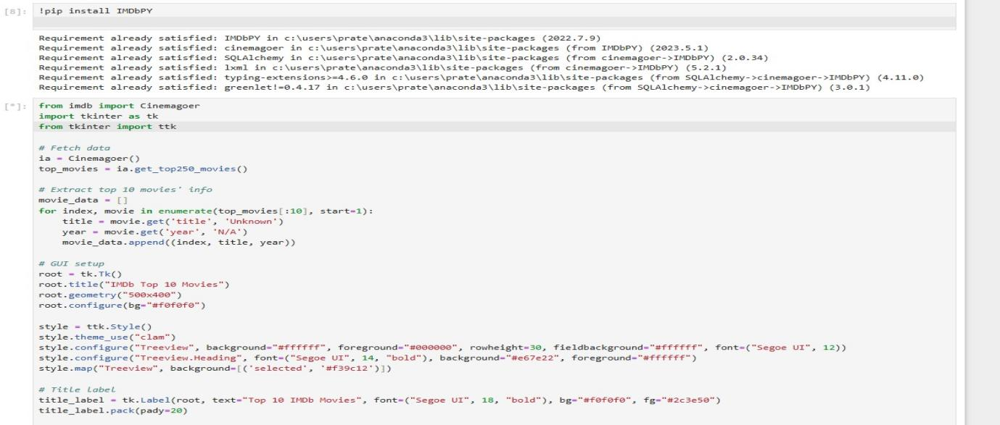 [8]: !pip install IMDbPY
Requirement already satisfied: IMDbPY in c:\users\prate\anaconda3\lib\site-packages (2022.7.9)
Requirement already satisfied: cinemagoer in c:\users\prate\anaconda3\lib\site-packages (from IMDbPY) (2023.5.1)
Requirement already satisfied: SQLAlchemy in c:\users\prate\anaconda3\lib\site-packages (from cinemagoer->IMDbPY) (2.0.34)
Requirement already satisfied: lxml in c:\users\prate\anaconda3\lib\site-packages (from cinemagoer->IMDbPY) (5.2.1)
Requirement already satisfied: typing-extensions>=4.6.0 in c:\users\prate\anaconda3\lib\site-packages (from SQLAlchemy->cinemagoer->IMDbPY) (4.11.0)
Requirement already satisfied: greenlet!=0.4.17 in c:\users\prate\anaconda3\lib\site-packages (from SQLAlchemy->cinemagoer->IMDbPY) (3.0.1)
[*]: from imdb import Cinemagoer
import tkinter as tk
from tkinter import ttk
# Fetch data
ia = Cinemagoer()
top_movies = ia.get_top250_movies()
# Extract top 10 movies' info
movie_data = []
for index, movie in enumerate(top_movies[:10], start=1):
    title = movie.get('title', 'Unknown')
    year = movie.get('year', 'N/A')
    movie_data.append((index, title, year))
# GUI setup
root = tk.Tk()
root.title("IMDb Top 10 Movies")
root.geometry("500x400")
root.configure(bg="#f0f0f0")
style = ttk.Style()
style.theme_use("clam")
style.configure("Treeview", background="#ffffff", foreground="#000000", rowheight=30, fieldbackground="#ffffff", font=("Segoe UI", 12))
style.configure("Treeview.Heading", font=("Segoe UI", 14, "bold"), background="#e67e22", foreground="#ffffff")
style.map("Treeview", background=[('selected', '#f39c12')])
# Title Label
title_label = tk.Label(root, text="Top 10 IMDb Movies", font=("Segoe UI", 18, "bold"), bg="#f0f0f0", fg="#2c3e50")
title_label.pack(pady=20)